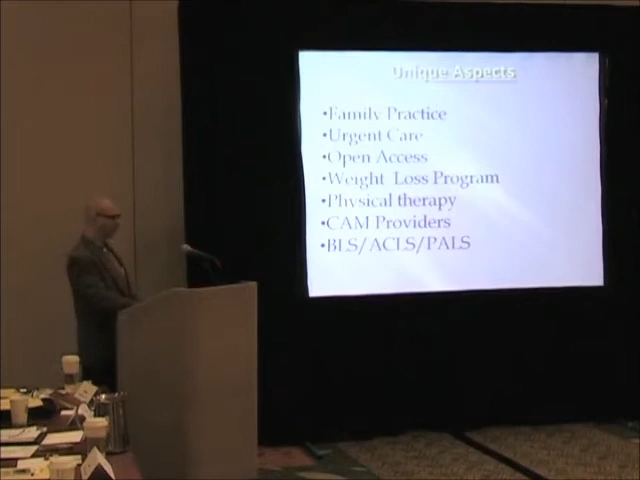 Unique Aspects
•Family Practice
•Urgent Care
•Open Access
•Weight Loss Program
•Physical therapy
•CAM Providers
•BLS/ACLS/PALS